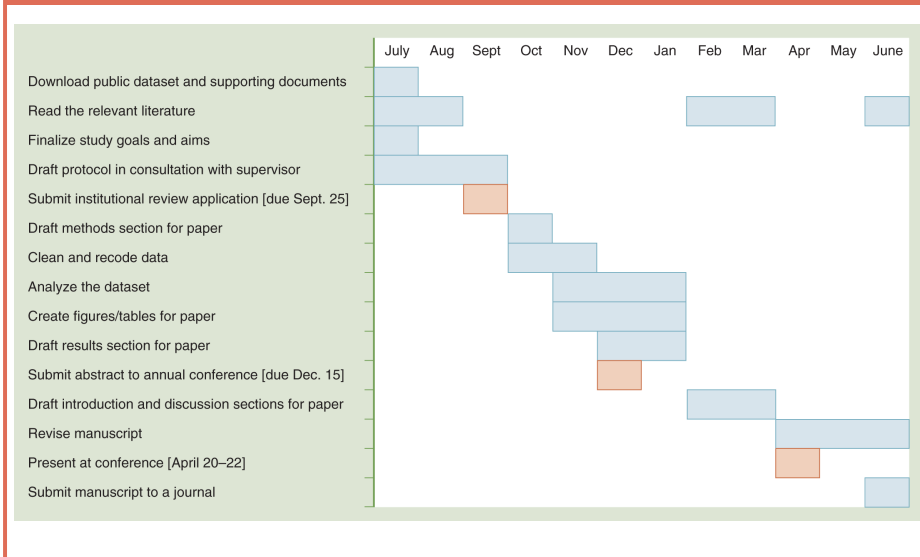 July Aug Sept Oct Nov Dec Jan Feb Mar Apr May June
Download public dataset and supporting documents
Read the relevant literature
Finalize study goals and aims
Draft protocol in consultation with supervisor
Submit institutional review application [due Sept. 25]
Draft methods section for paper
Clean and recode data
Analyze the dataset
Create figures/tables for paper
Draft results section for paper
Submit abstract to annual conference [due Dec. 15]
Draft introduction and discussion sections for paper
Revise manuscript
Present at conference [April 20–22]
Submit manuscript to a journal